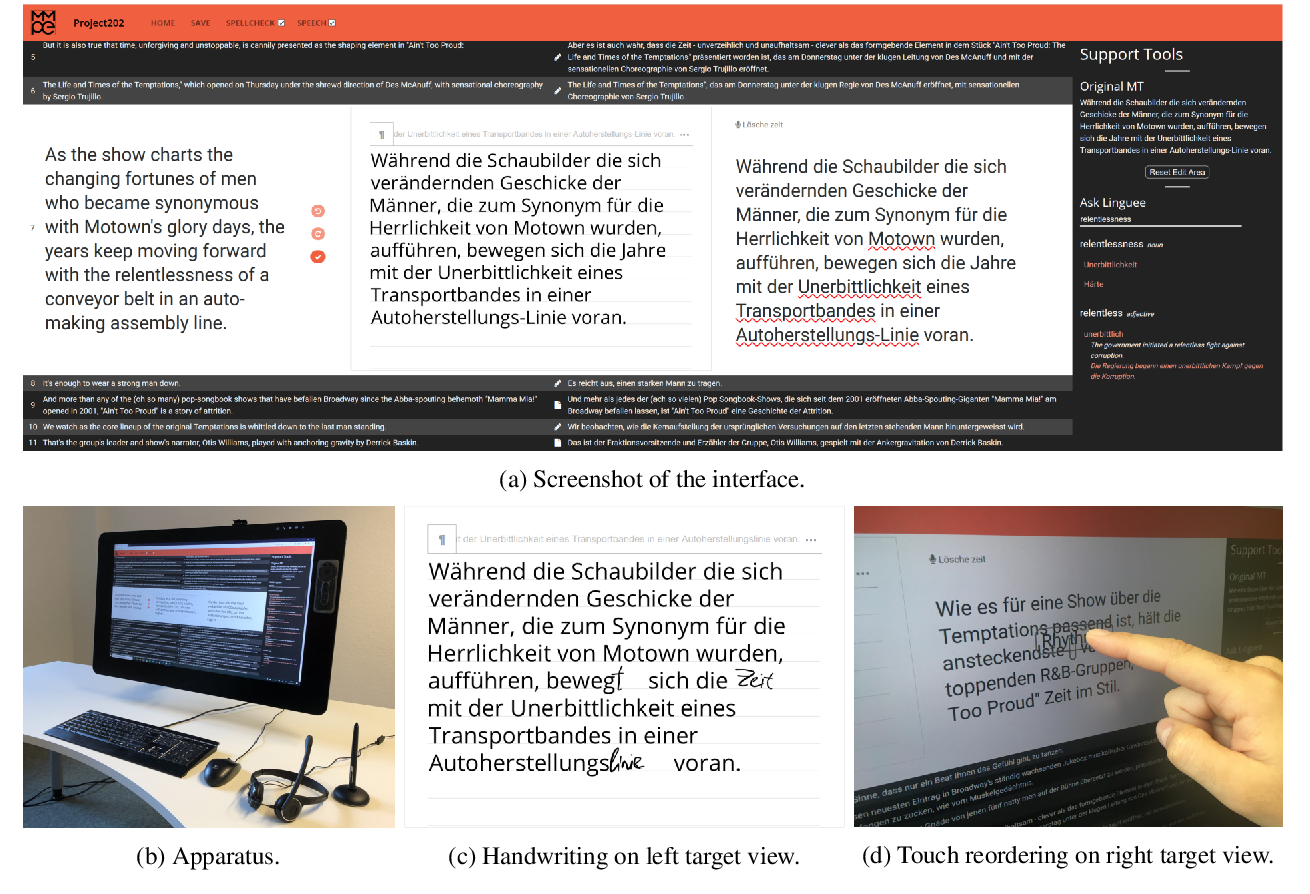 MMPE Project202 HOME SAVE SPELLCHECK SPEECH
5 But it is also true that time, unforgiving and unstoppable, is cannily presented as the shaping element in "Ain't Too Proud:
Aber es ist auch wahr, dass die Zeit - unverzeihlich und unaufhaltsam - clever als das formgebende Element in dem Stück "Ain't Too Proud: The
Life and Times of the Temptations" präsentiert worden ist, das am Donnerstag unter der klugen Leitung von Des McAnuff und mit der
sensationellen Choreographie von Sergio Trujillo eröffnet.
6 The Life and Times of the Temptations," which opened on Thursday under the shrewd direction of Des McAnuff, with sensational choreography
by Sergio Trujillo.
The Life and Times of the Temptations", das am Donnerstag unter der klugen Regie von Des McAnuff eröffnet, mit sensationellen
Choreographie von Sergio Trujillo
7
As the show charts the
changing fortunes of men
who became synonymous
with Motown's glory days, the
years keep moving forward
with the relentlessness of a
conveyor belt in an auto-
making assembly line.
¶ der Unerbittlichkeit eines Transportbandes in einer Autoherstellungs-Linie voran. ...
Während die Schaubilder die sich
verändernden Geschicke der
Männer, die zum Synonym für die
Herrlichkeit von Motown wurden,
aufführen, bewegen sich die Jahre
mit der Unerbittlichkeit eines
Transportbandes in einer
Autoherstellungs-Linie voran.
Lösche zeit
Während die Schaubilder die sich
verändernden Geschicke der
Männer, die zum Synonym für die
Herrlichkeit von Motown wurden,
aufführen, bewegen sich die Jahre
mit der Unerbittlichkeit eines
Transportbandes in einer
Autoherstellungs-Linie voran.
8 It's enough to wear a strong man down.
Es reicht aus, einen starken Mann zu tragen.
9 And more than any of the (oh so many) pop-songbook shows that have befallen Broadway since the Abba-spouting behemoth "Mamma Mia!"
opened in 2001, "Ain't Too Proud" is a story of attrition.
Und mehr als jedes der (ach so vielen) Pop Songbook-Shows, die sich seit dem 2001 eröffneten Abba-Spouting-Giganten "Mamma Mia!" am
Broadway befallen lassen, ist "Ain't Too Proud" eine Geschichte der Attrition.
10 We watch as the core lineup of the original Temptations is whittled down to the last man standing.
Wir beobachten, wie die Kernaufstellung der ursprünglichen Versuchungen auf den letzten stehenden Mann hinuntergeweisst wird.
11 That's the group's leader and show's narrator, Otis Williams, played with anchoring gravity by Derrick Baskin.
Das ist der Fraktionsvorsitzende und Erzähler der Gruppe, Otis Williams, gespielt mit der Ankergravitation von Derrick Baskin.
Support Tools
Original MT
Während die Schaubilder die sich verändernden
Geschicke der Männer, die zum Synonym für die
Herrlichkeit von Motown wurden, aufführen, bewegen
sich die Jahre mit der Unerbittlichkeit eines
Transportbandes in einer Autoherstellungs-Linie voran.
Reset Edit Area
Ask Linguee
relentlessness
relentlessness noun
Unerbittlichkeit
Härte
relentless adjective
unerbittlich
The government initiated a relentless fight against
corruption.
Die Regierung begann einen unerbittlichen Kampf gegen
die Korruption.
(a) Screenshot of the interface.
(b) Apparatus.
¶ it der Unerbittlichkeit eines Transportbandes in einer Autoherstellungslinie voran. ...
Während die Schaubilder die sich
verändernden Geschicke der
Männer, die zum Synonym für die
Herrlichkeit von Motown wurden,
aufführen, bewegt sich die Zeit
mit der Unerbittlichkeit eines
Transportbandes in einer
Autoherstellungslinie voran.
(c) Handwriting on left target view.
Lösche zeit
Support Too
Original MT
Wie es für eine Show über die
Temptations passend ist, hält die
Rhyth
ansteckendste
toppenden R&B-Gruppen,
Too Proud" Zeit im Stil.
(d) Touch reordering on right target view.